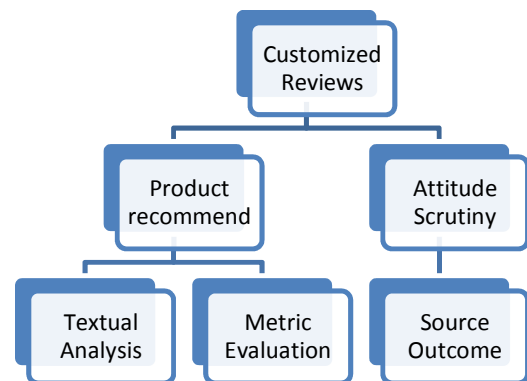 Customized
Reviews
Product
recommend
Attitude
Scrutiny
Textual
Analysis
Metric
Evaluation
Source
Outcome